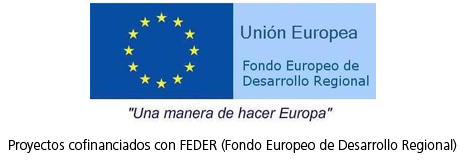 Unión Europea
Fondo Europeo de
Desarrollo Regional
"Una manera de hacer Europa"
Proyectos cofinanciados con FEDER (Fondo Europeo de Desarrollo Regional)